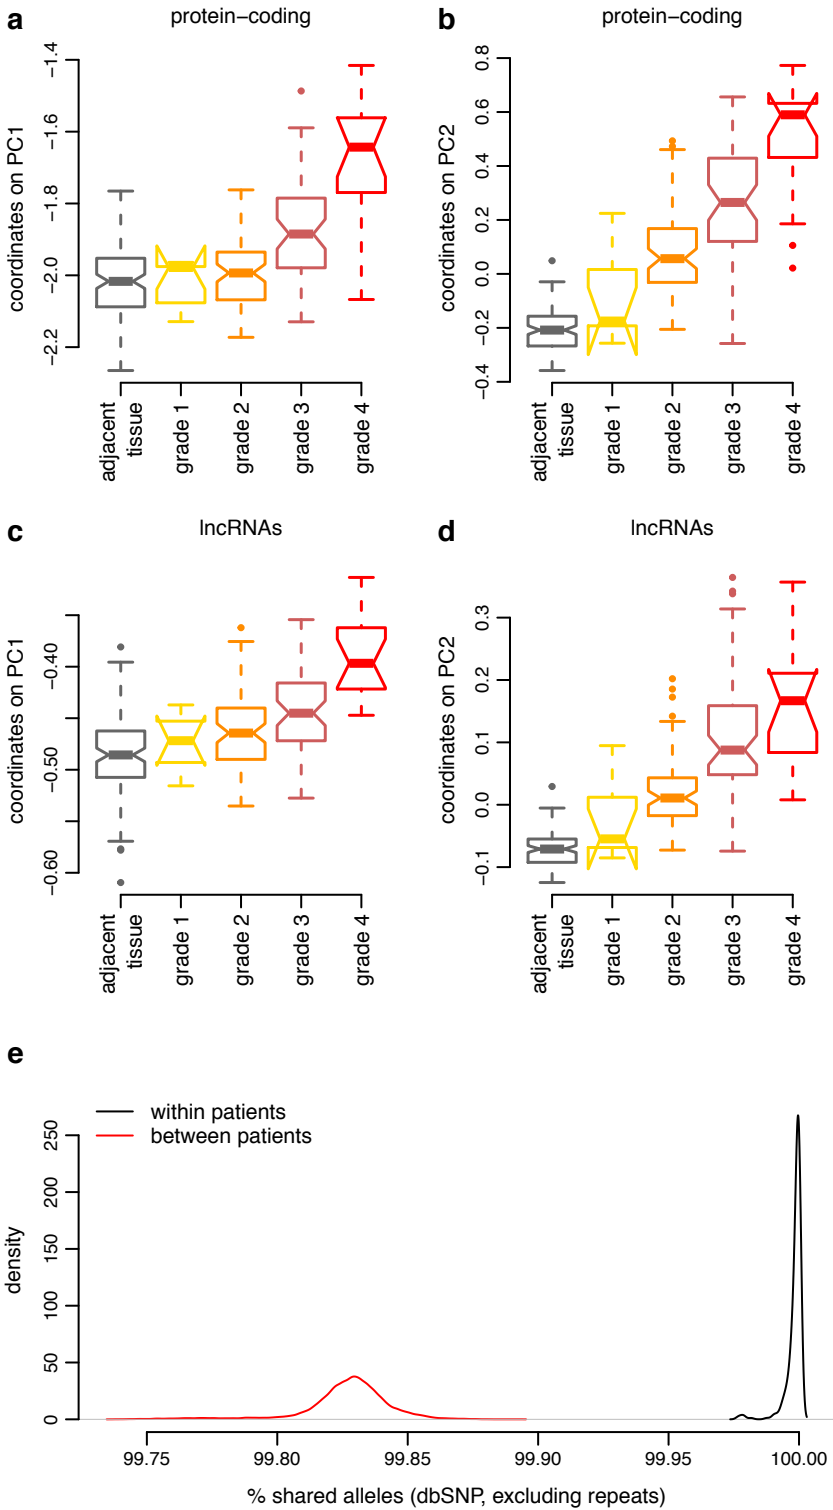 a
protein−coding
coordinates on PC1
−1.4
−1.6
−1.8
−2.0
−2.2
adjacent
tissue
grade 1
grade 2
grade 3
grade 4
b
protein−coding
coordinates on PC2
0.8
0.6
0.4
0.2
0.0
−0.2
−0.4
adjacent
tissue
grade 1
grade 2
grade 3
grade 4
c
lncRNAs
coordinates on PC1
−0.40
−0.50
−0.60
adjacent
tissue
grade 1
grade 2
grade 3
grade 4
d
lncRNAs
coordinates on PC2
0.3
0.2
0.1
0.0
−0.1
adjacent
tissue
grade 1
grade 2
grade 3
grade 4
e
within patients
between patients
density
250
200
150
100
50
0
99.75 99.80 99.85 99.90 99.95 100.00
% shared alleles (dbSNP, excluding repeats)